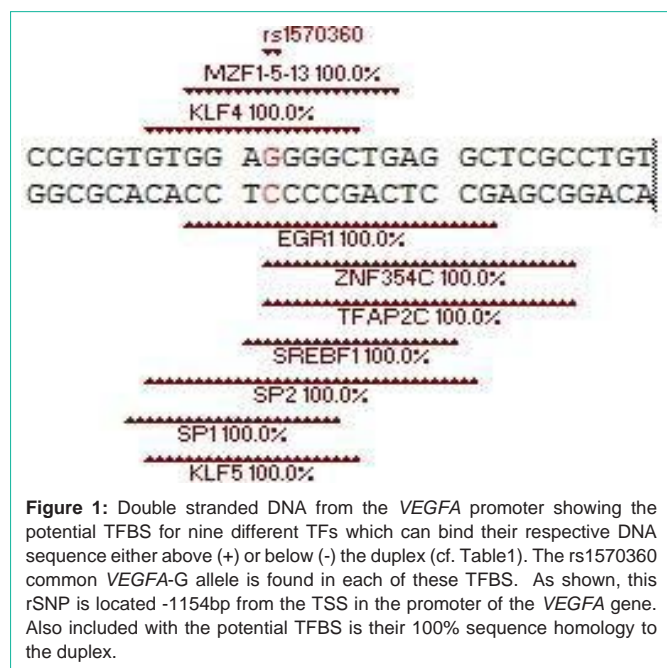 rs1570360
MZF1-5-13 100.0%
KLF4 100.0%
CCGCGTGTGG AGGGGCTGAG GCTCGCCTGT
GGCGCACACC TCCCCGACTCC CGAGCGGACA
EGR1 100.0%
ZNF354C 100.0%
TFAP2C 100.0%
SREBF1 100.0%
SP2 100.0%
SP1 100.0%
KLF5 100.0%
Figure 1: Double stranded DNA from the VEGFA promoter showing the
potential TFBS for nine different TFs which can bind their respective DNA
sequence either above (+) or below (-) the duplex (cf. Table1). The rs1570360
common VEGFA-G allele is found in each of these TFBS. As shown, this
rSNP is located -1154bp from the TSS in the promoter of the VEGFA gene.
Also included with the potential TFBS is their 100% sequence homology to
the duplex.